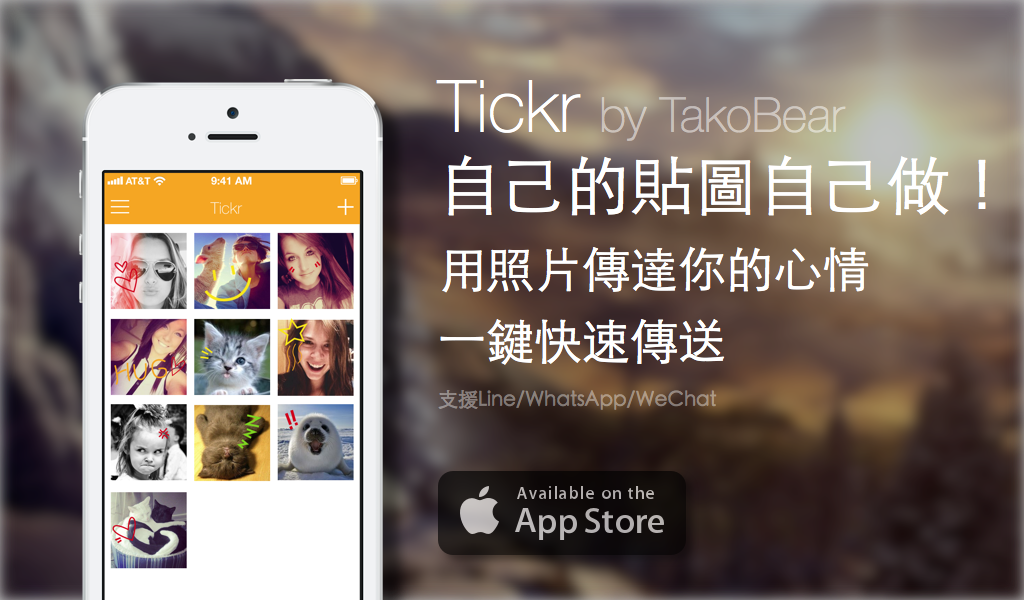 Tickr by TakoBear
自己的貼圖自己做！
用照片傳達你的心情
一鍵快速傳送
支援Line/WhatsApp/WeChat
Available on the
App Store
AT&T 9:41 AM
Tickr
HUGS
!!